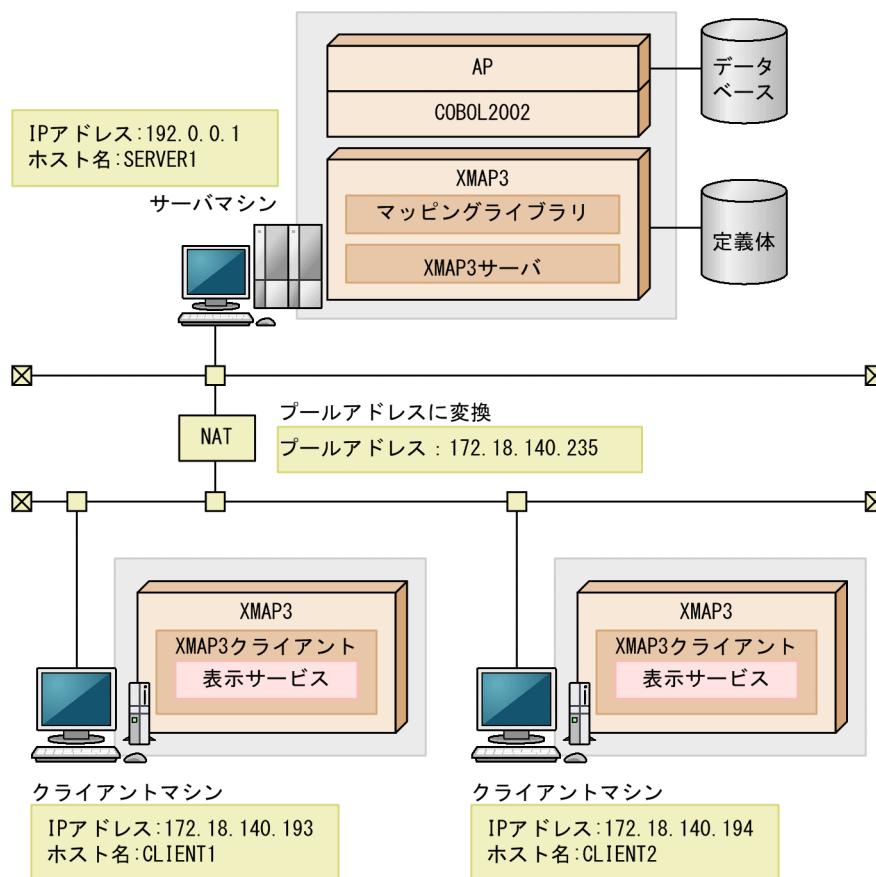 AP
COBOL2002
データ
ベース
IPアドレス:192.0.0.1
ホスト名:SERVER1
サーバマシン
XMAP3
マッピングライブラリ
XMAP3サーバ
定義体
NAT
プールアドレスに変換
プールアドレス：172.18.140.235
XMAP3
XMAP3クライアント
表示サービス
クライアントマシン
IPアドレス:172.18.140.193
ホスト名:CLIENT1
XMAP3
XMAP3クライアント
表示サービス
クライアントマシン
IPアドレス:172.18.140.194
ホスト名:CLIENT2